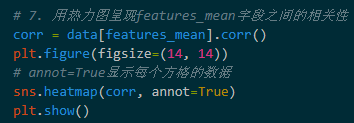 # 7. 用热力图呈现features_mean字段之间的相关性
corr = data[features_mean].corr()
plt.figure(figsize=(14, 14))
# annot=True显示每个方格的数据
sns.heatmap(corr, annot=True)
plt.show()